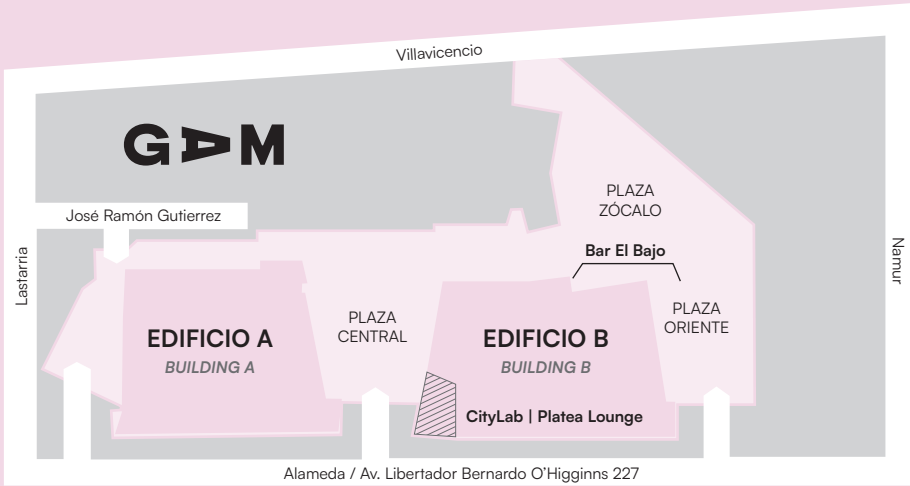 Villavicencio
GAM
José Ramón Gutierrez
Lastarria
Namur
PLAZA
ZÓCALO
Bar El Bajo
PLAZA
CENTRAL
PLAZA
ORIENTE
EDIFICIO A
BUILDING A
EDIFICIO B
BUILDING B
CityLab | Platea Lounge
Alameda / Av. Libertador Bernardo O’Higginns 227